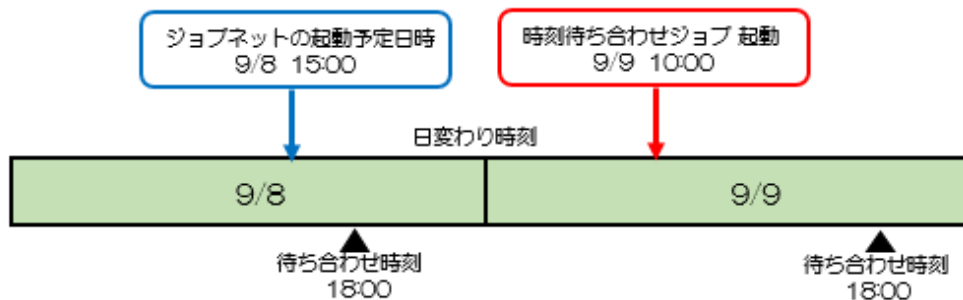 ジョブネットの起動予定日時
9/8 15:00
時刻待ち合わせジョブ 起動
9/9 10:00
日変わり時刻
9/8
9/9
待ち合わせ時刻
18:00
待ち合わせ時刻
18:00